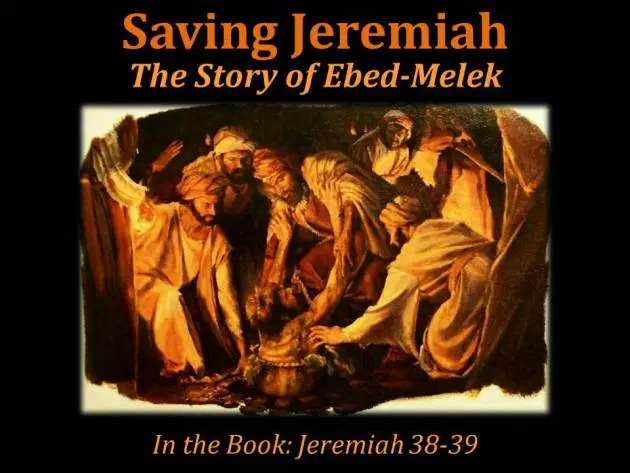 Saving Jeremiah
The Story of Ebed-Melek
In the Book: Jeremiah 38-39